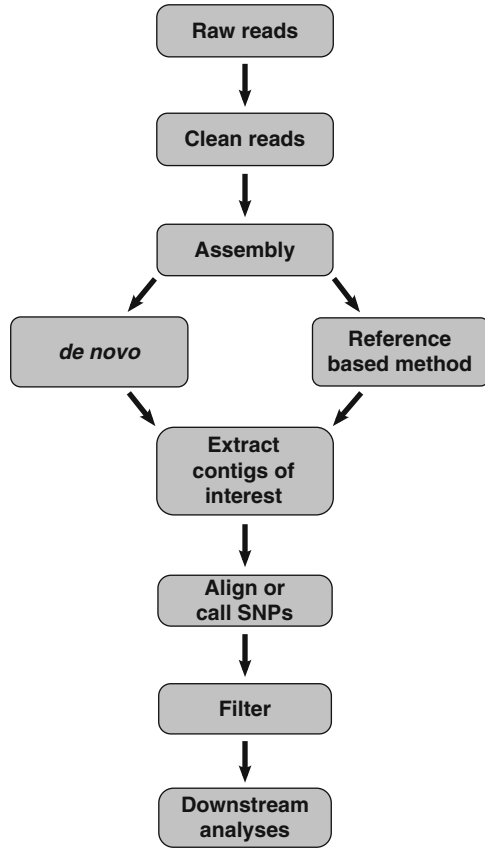 Raw reads
Clean reads
Assembly
de novo
Reference
based method
Extract
contigs of
interest
Align or
call SNPs
Filter
Downstream
analyses